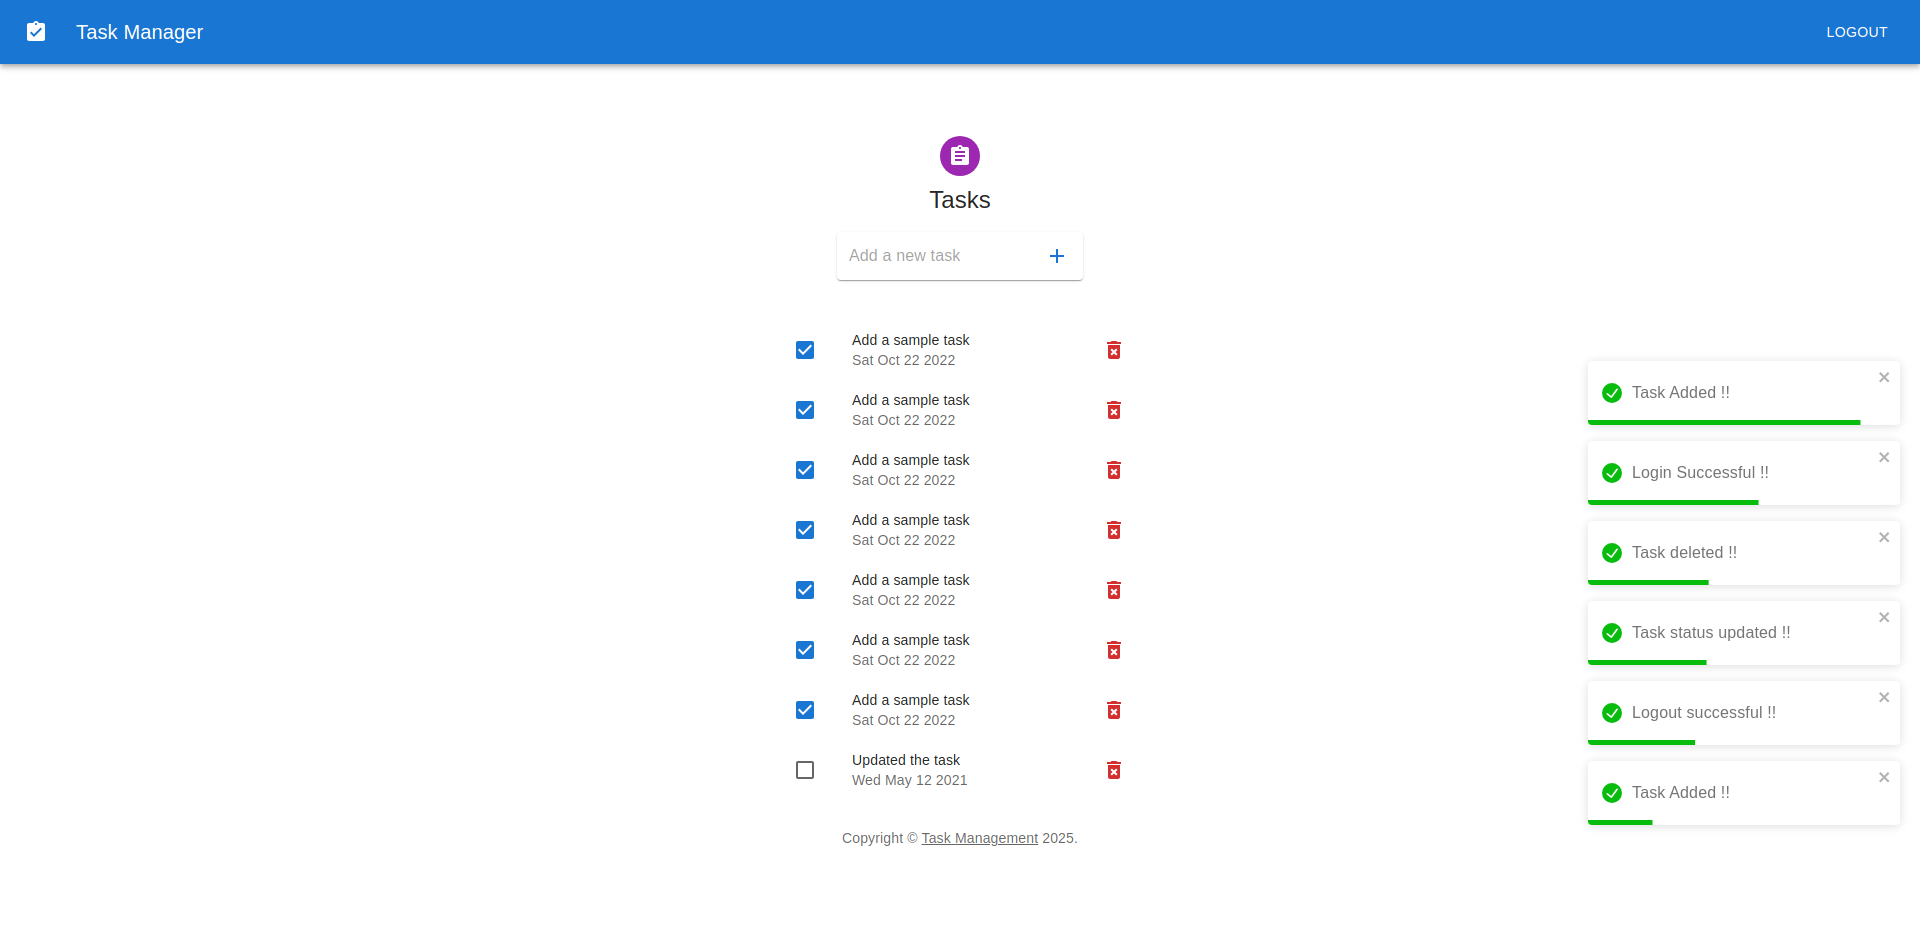 Task Manager
LOGOUT
Tasks
Add a new task
Add a sample task
Sat Oct 22 2022
Add a sample task
Sat Oct 22 2022
Add a sample task
Sat Oct 22 2022
Add a sample task
Sat Oct 22 2022
Add a sample task
Sat Oct 22 2022
Add a sample task
Sat Oct 22 2022
Add a sample task
Sat Oct 22 2022
Updated the task
Wed May 12 2021
Copyright © Task Management 2025.
Task Added !!
Login Successful !!
Task deleted !!
Task status updated !!
Logout successful !!
Task Added !!